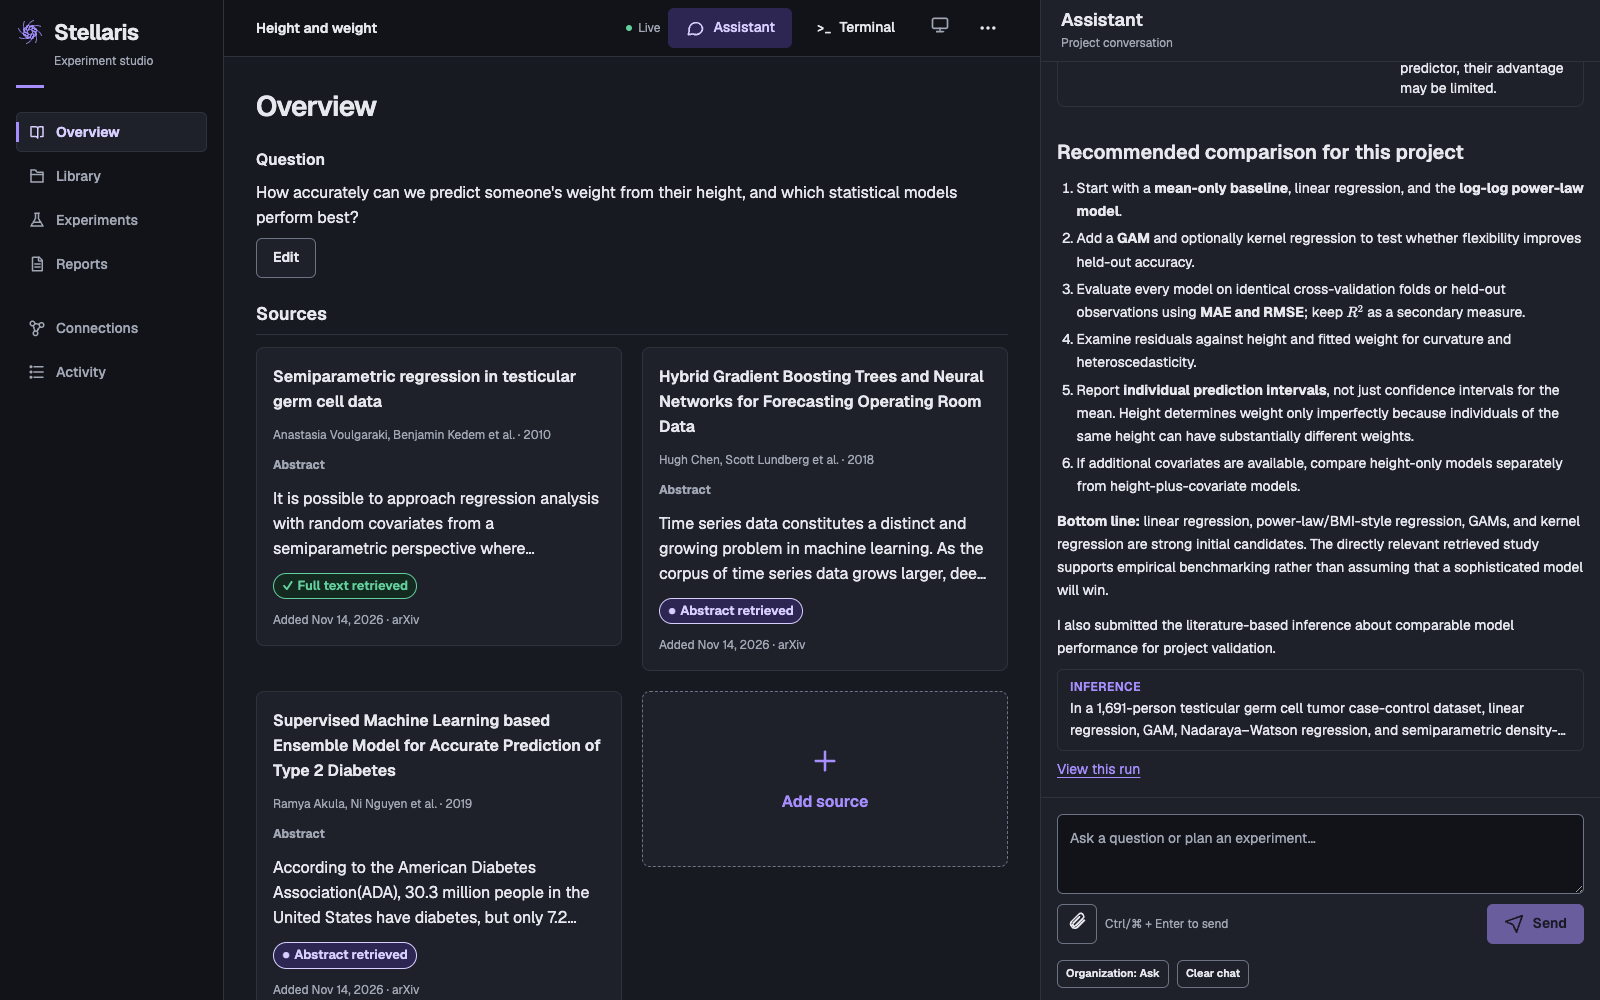 Stellaris
Experiment studio
Overview
Library
Experiments
Reports
Connections
Activity
Height and weight
Live
Assistant
>_ Terminal
Overview
Question
How accurately can we predict someone's weight from their height, and which statistical models
perform best?
Edit
Sources
Semiparametric regression in testicular
germ cell data
Anastasia Voulgaraki, Benjamin Kedem et al. · 2010
Abstract
It is possible to approach regression analysis
with random covariates from a
semiparametric perspective where...
Full text retrieved
Added Nov 14, 2026 · arXiv
Hybrid Gradient Boosting Trees and Neural
Networks for Forecasting Operating Room
Data
Hugh Chen, Scott Lundberg et al. · 2018
Abstract
Time series data constitutes a distinct and
growing problem in machine learning. As the
corpus of time series data grows larger, dee...
Abstract retrieved
Added Nov 14, 2026 · arXiv
Supervised Machine Learning based
Ensemble Model for Accurate Prediction of
Type 2 Diabetes
Ramya Akula, Ni Nguyen et al. · 2019
Abstract
According to the American Diabetes
Association(ADA), 30.3 million people in the
United States have diabetes, but only 7.2...
Abstract retrieved
Added Nov 14, 2026 · arXiv
Add source
Assistant
Project conversation
predictor, their advantage
may be limited.
Recommended comparison for this project
1. Start with a mean-only baseline, linear regression, and the log-log power-law
model.
2. Add a GAM and optionally kernel regression to test whether flexibility improves
held-out accuracy.
3. Evaluate every model on identical cross-validation folds or held-out
observations using MAE and RMSE; keep R² as a secondary measure.
4. Examine residuals against height and fitted weight for curvature and
heteroscedasticity.
5. Report individual prediction intervals, not just confidence intervals for the
mean. Height determines weight only imperfectly because individuals of the
same height can have substantially different weights.
6. If additional covariates are available, compare height-only models separately
from height-plus-covariate models.
Bottom line: linear regression, power-law/BMI-style regression, GAMs, and kernel
regression are strong initial candidates. The directly relevant retrieved study
supports empirical benchmarking rather than assuming that a sophisticated model
will win.
I also submitted the literature-based inference about comparable model
performance for project validation.
INFERENCE
In a 1,691-person testicular germ cell tumor case-control dataset, linear
regression, GAM, Nadaraya–Watson regression, and semiparametric density-...
View this run
Ask a question or plan an experiment...
Ctrl/⌘ + Enter to send
Send
Organization: Ask
Clear chat